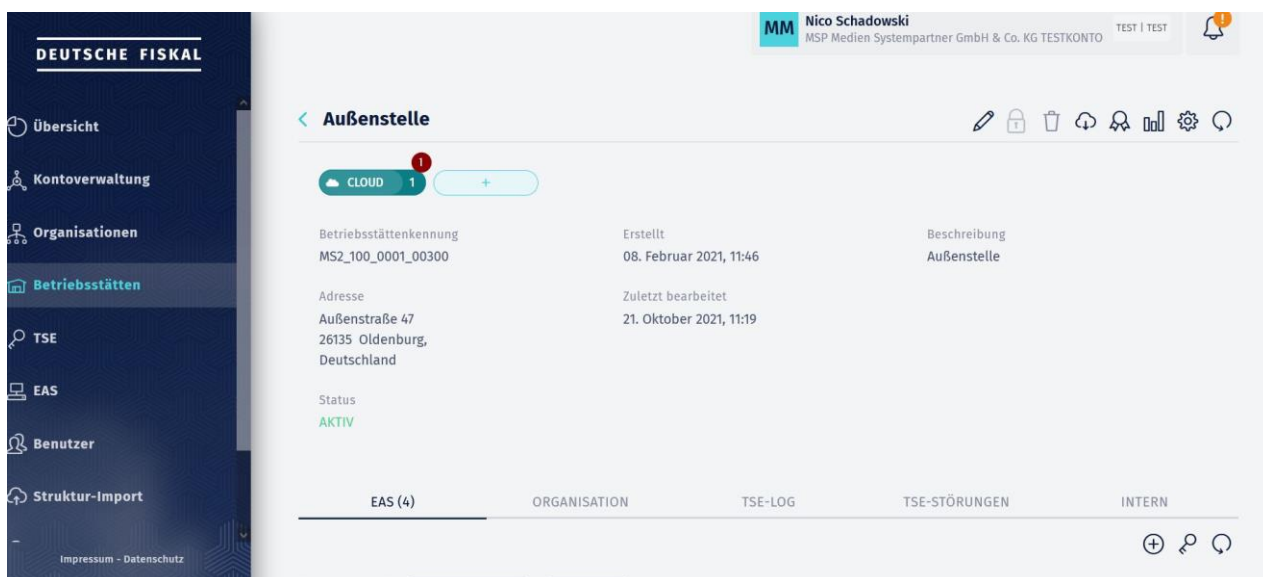 DEUTSCHE FISKAL
Übersicht
Kontoverwaltung
Organisationen
Betriebsstätten
TSE
EAS
Benutzer
Struktur-Import
Impressum - Datenschutz
MM
Nico Schadowski
MSP Medien Systempartner GmbH & Co. KG TESTKONTO
TEST | TEST
!
Außenstelle
1
CLOUD 1
+
Betriebsstättenkennung
MS2_100_0001_00300
Erstellt
08. Februar 2021, 11:46
Beschreibung
Außenstelle
Adresse
Außenstraße 47
26135 Oldenburg,
Deutschland
Zuletzt bearbeitet
21. Oktober 2021, 11:19
Status
AKTIV
EAS (4) ORGANISATION TSE-LOG TSE-STÖRUNGEN INTERN